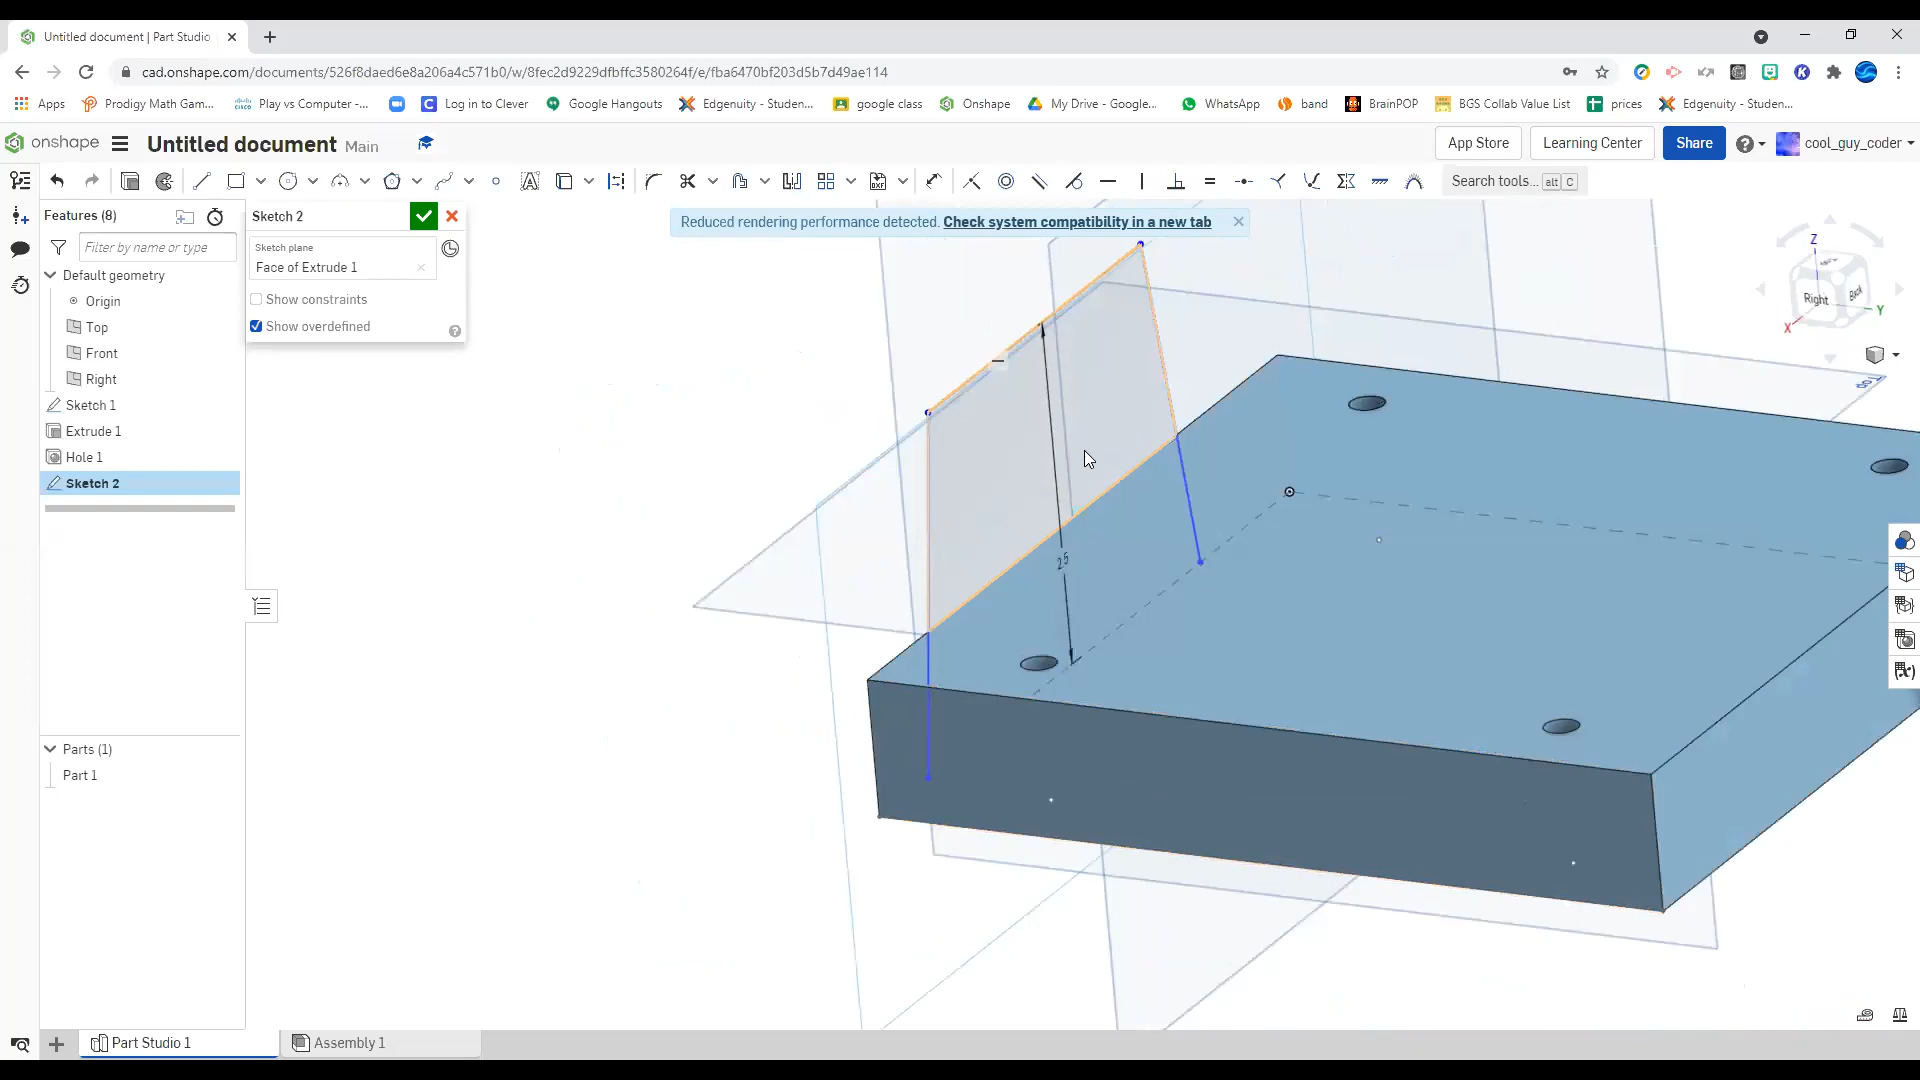 Untitled document | Part Studio
cad.onshape.com/documents/526f8daed6e8a206a4c571b0/w/8fec2d9229dfbffc3580264f/e/fba6470bf203d5b7d49ae114
Apps Prodigy Math Gam... Play vs Computer -... Log in to Clever Google Hangouts Edgenuity - Studen... google class Onshape My Drive - Google... WhatsApp band BrainPOP BGS Collab Value List prices Edgenuity - Studen...
onshape Untitled document Main App Store Learning Center Share cool_guy_coder
Search tools... alt C
Features (8)
Filter by name or type
Default geometry
Origin
Top
Front
Right
Sketch 1
Extrude 1
Hole 1
Sketch 2
Parts (1)
Part 1
Sketch 2
Sketch plane
Face of Extrude 1
Show constraints
Show overdefined
Reduced rendering performance detected. Check system compatibility in a new tab
Z
Right Back
Y
X
Top
25
Part Studio 1 Assembly 1